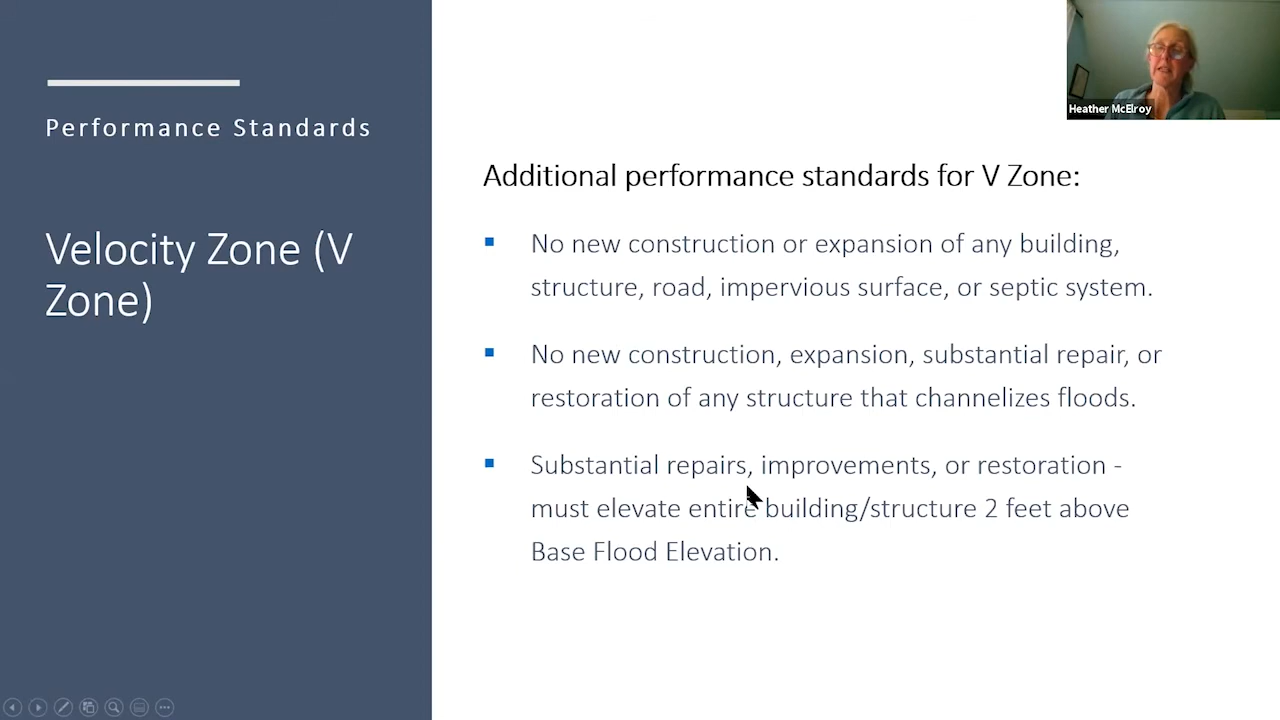 Performance Standards
Velocity Zone (V
Zone)
Heather McElroy
Additional performance standards for V Zone:
No new construction or expansion of any building,
structure, road, impervious surface, or septic system.
No new construction, expansion, substantial repair, or
restoration of any structure that channelizes floods.
Substantial repairs, improvements, or restoration -
must elevate entire building/structure 2 feet above
Base Flood Elevation.